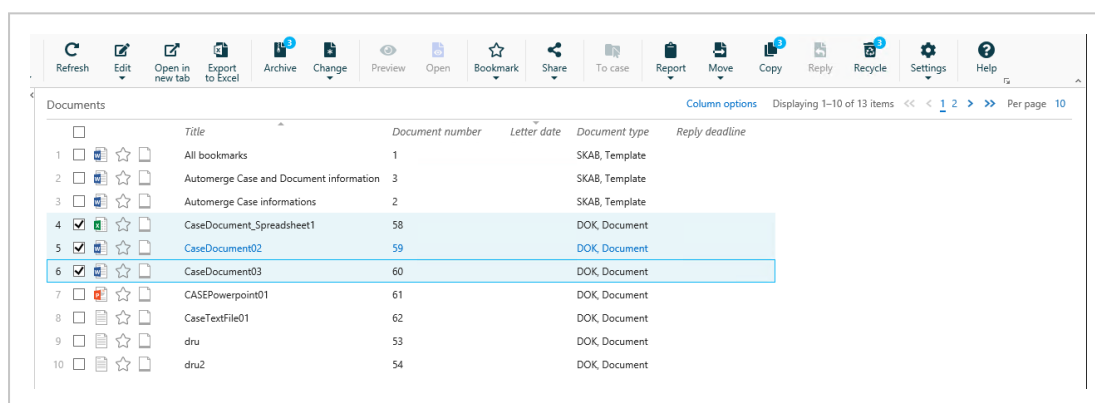 3 3 3
Refresh Edit Open in new tab Export to Excel Archive Change Preview Open Bookmark Share To case Report Move Copy Reply Recycle Settings Help
Documents Column options Displaying 1–10 of 13 items << < 1 2 > >> Per page 10
Title Document number Letter date Document type Reply deadline
1 All bookmarks 1 SKAB, Template
2 Automerge Case and Document information 3 SKAB, Template
3 Automerge Case informations 2 SKAB, Template
4 CaseDocument_Spreadsheet1 58 DOK, Document
5 CaseDocument02 59 DOK, Document
6 CaseDocument03 60 DOK, Document
7 CASEPowerpoint01 61 DOK, Document
8 CaseTextFile01 62 DOK, Document
9 dru 53 DOK, Document
10 dru2 54 DOK, Document